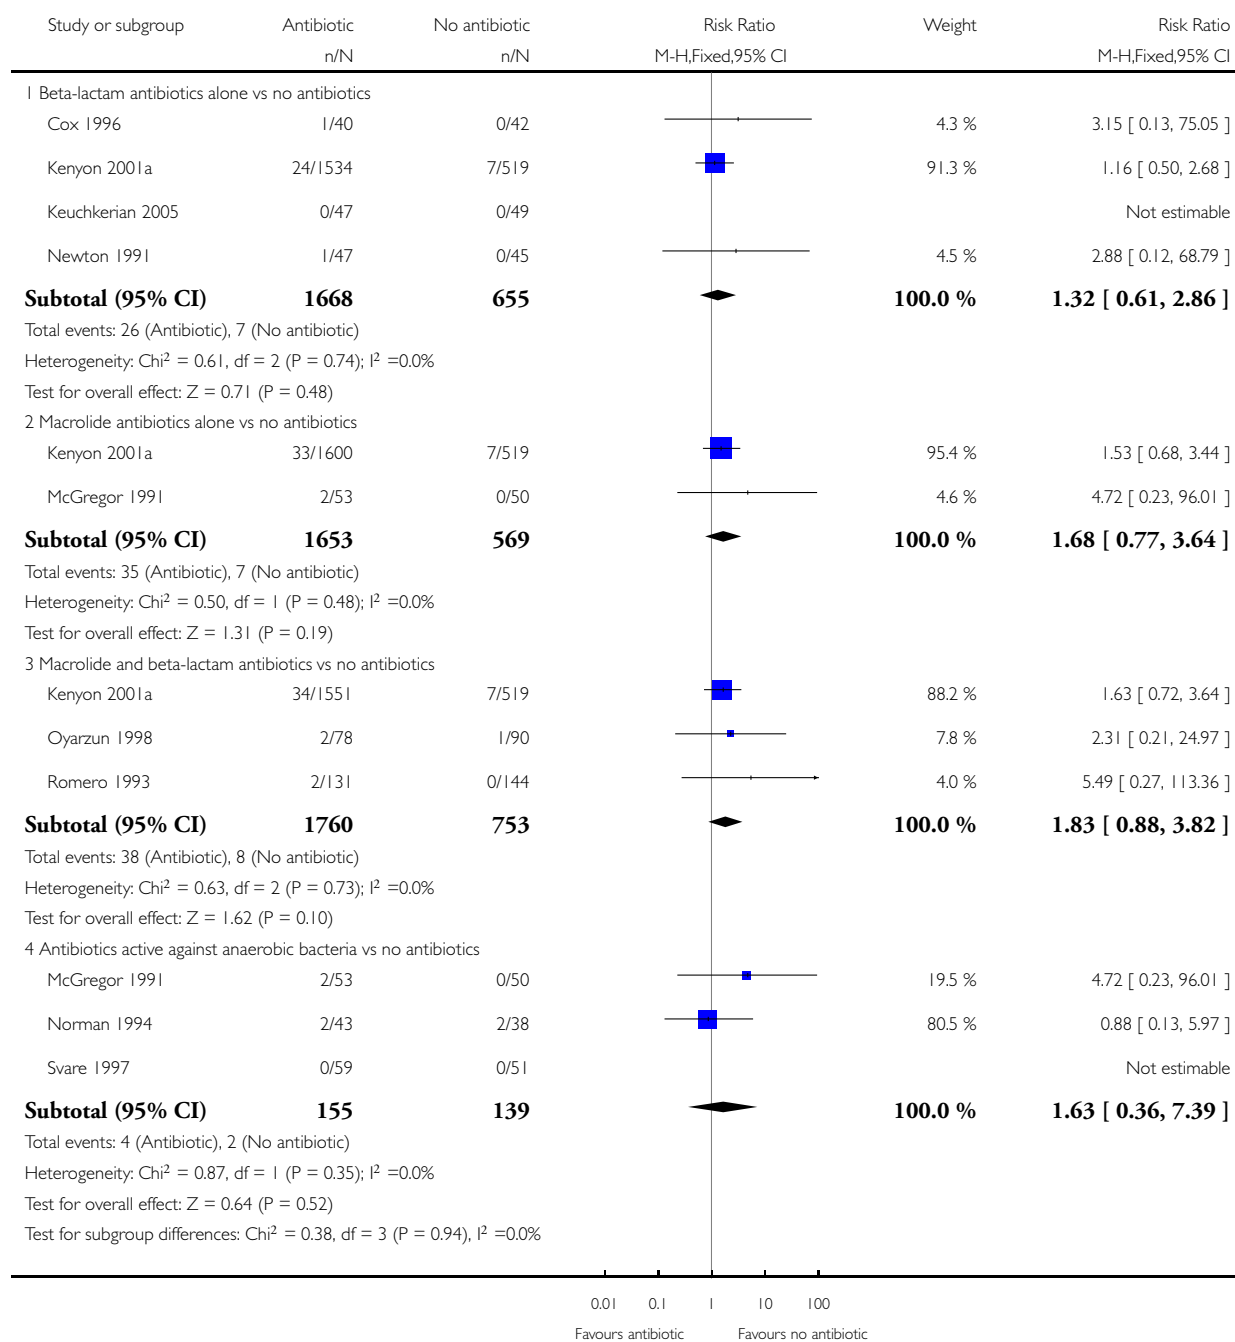 Study or subgroup Antibiotic No antibiotic Risk Ratio Weight Risk Ratio
n/N n/N M-H,Fixed,95% CI M-H,Fixed,95% CI
1 Beta-lactam antibiotics alone vs no antibiotics
Cox 1996 1/40 0/42 4.3 % 3.15 [ 0.13, 75.05 ]
Kenyon 2001a 24/1534 7/519 91.3 % 1.16 [ 0.50, 2.68 ]
Keuchkerian 2005 0/47 0/49 Not estimable
Newton 1991 1/47 0/45 4.5 % 2.88 [ 0.12, 68.79 ]
Subtotal (95% CI) 1668 655 100.0 % 1.32 [ 0.61, 2.86 ]
Total events: 26 (Antibiotic), 7 (No antibiotic)
Heterogeneity: Chi² = 0.61, df = 2 (P = 0.74); I² =0.0%
Test for overall effect: Z = 0.71 (P = 0.48)
2 Macrolide antibiotics alone vs no antibiotics
Kenyon 2001a 33/1600 7/519 95.4 % 1.53 [ 0.68, 3.44 ]
McGregor 1991 2/53 0/50 4.6 % 4.72 [ 0.23, 96.01 ]
Subtotal (95% CI) 1653 569 100.0 % 1.68 [ 0.77, 3.64 ]
Total events: 35 (Antibiotic), 7 (No antibiotic)
Heterogeneity: Chi² = 0.50, df = 1 (P = 0.48); I² =0.0%
Test for overall effect: Z = 1.31 (P = 0.19)
3 Macrolide and beta-lactam antibiotics vs no antibiotics
Kenyon 2001a 34/1551 7/519 88.2 % 1.63 [ 0.72, 3.64 ]
Oyarzun 1998 2/78 1/90 7.8 % 2.31 [ 0.21, 24.97 ]
Romero 1993 2/131 0/144 4.0 % 5.49 [ 0.27, 113.36 ]
Subtotal (95% CI) 1760 753 100.0 % 1.83 [ 0.88, 3.82 ]
Total events: 38 (Antibiotic), 8 (No antibiotic)
Heterogeneity: Chi² = 0.63, df = 2 (P = 0.73); I² =0.0%
Test for overall effect: Z = 1.62 (P = 0.10)
4 Antibiotics active against anaerobic bacteria vs no antibiotics
McGregor 1991 2/53 0/50 19.5 % 4.72 [ 0.23, 96.01 ]
Norman 1994 2/43 2/38 80.5 % 0.88 [ 0.13, 5.97 ]
Svare 1997 0/59 0/51 Not estimable
Subtotal (95% CI) 155 139 100.0 % 1.63 [ 0.36, 7.39 ]
Total events: 4 (Antibiotic), 2 (No antibiotic)
Heterogeneity: Chi² = 0.87, df = 1 (P = 0.35); I² =0.0%
Test for overall effect: Z = 0.64 (P = 0.52)
Test for subgroup differences: Chi² = 0.38, df = 3 (P = 0.94), I² =0.0%
0.01 0.1 1 10 100
Favours antibiotic Favours no antibiotic